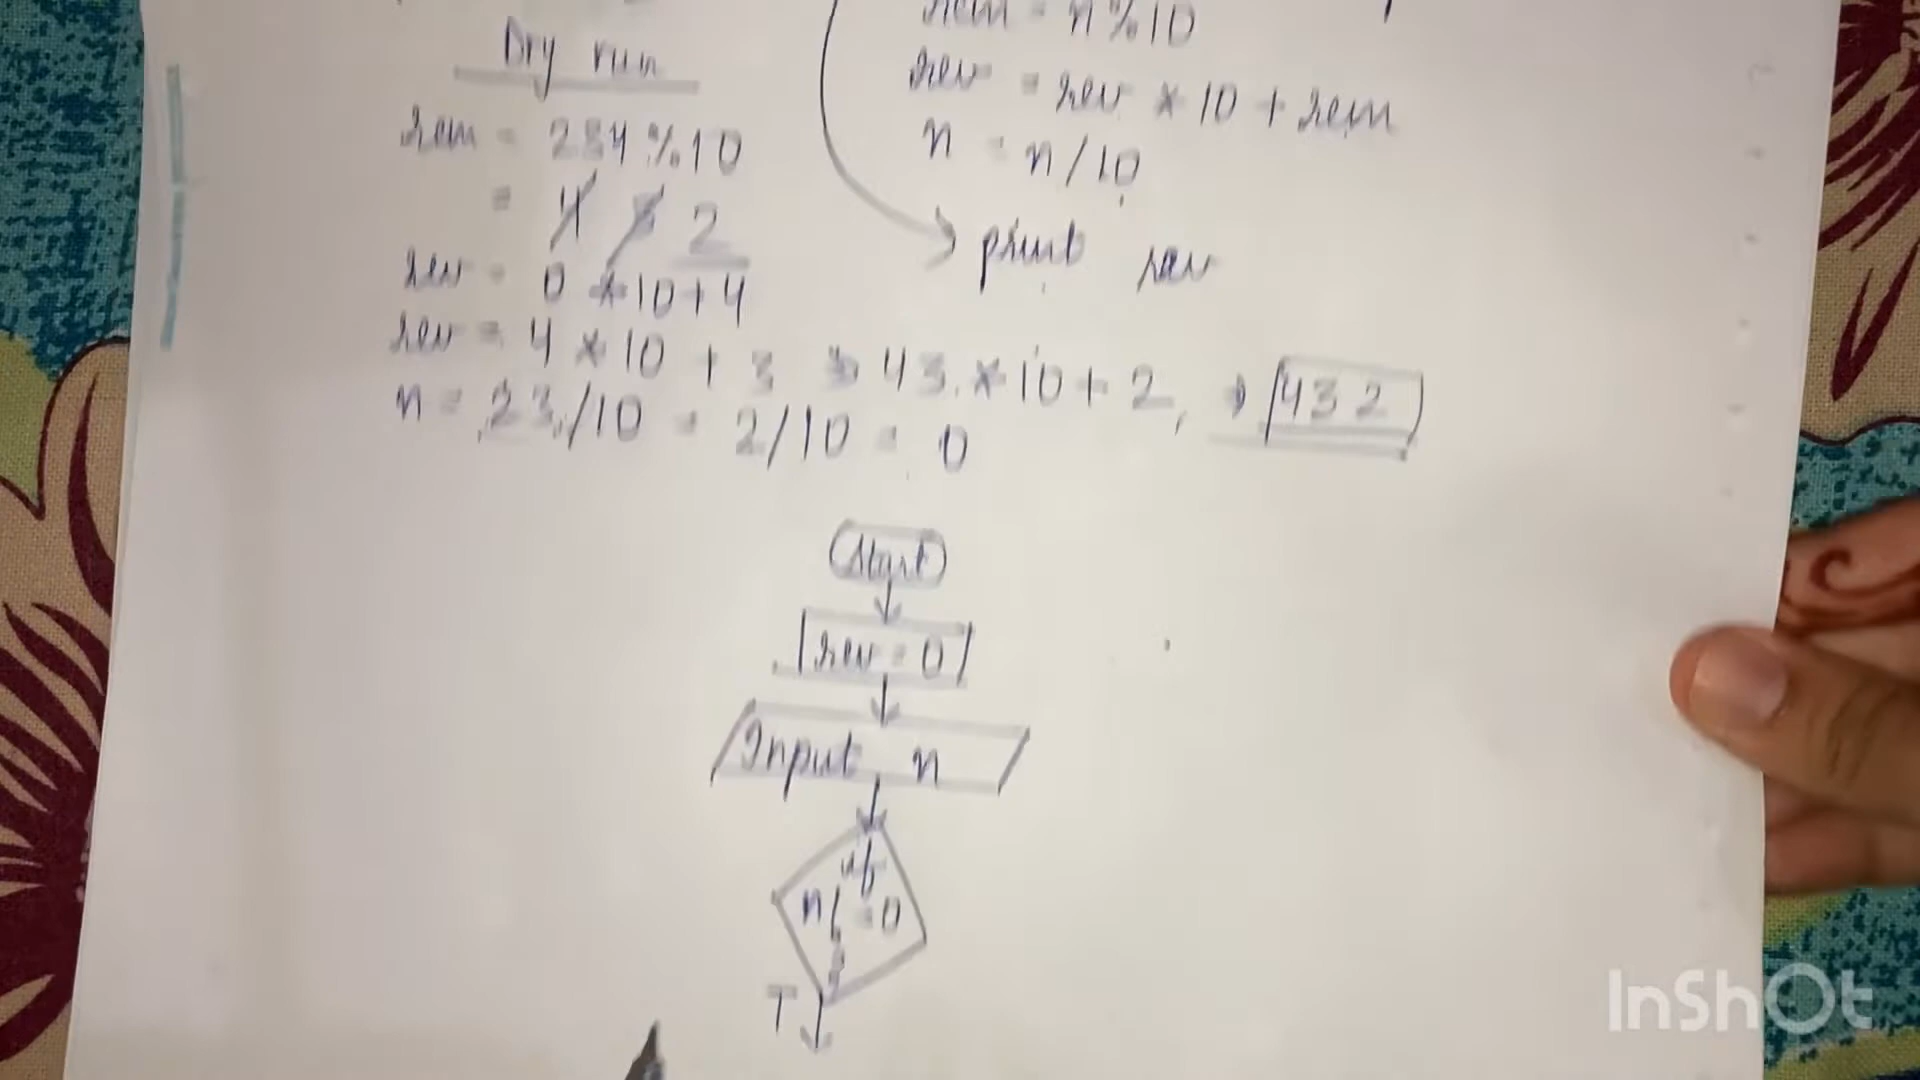 rem = n%10
Dry run
rev = rev * 10 + rem
rem = 234 % 10
n = n/10
= 4 3 2
print rev
rev = 0 * 10 + 4
rev = 4 * 10 + 3 → 43 * 10 + 2, → 432
n = 23/10 = 2/10 = 0
Start
rev = 0
Input n
if
n! = 0
?
T
InShOt